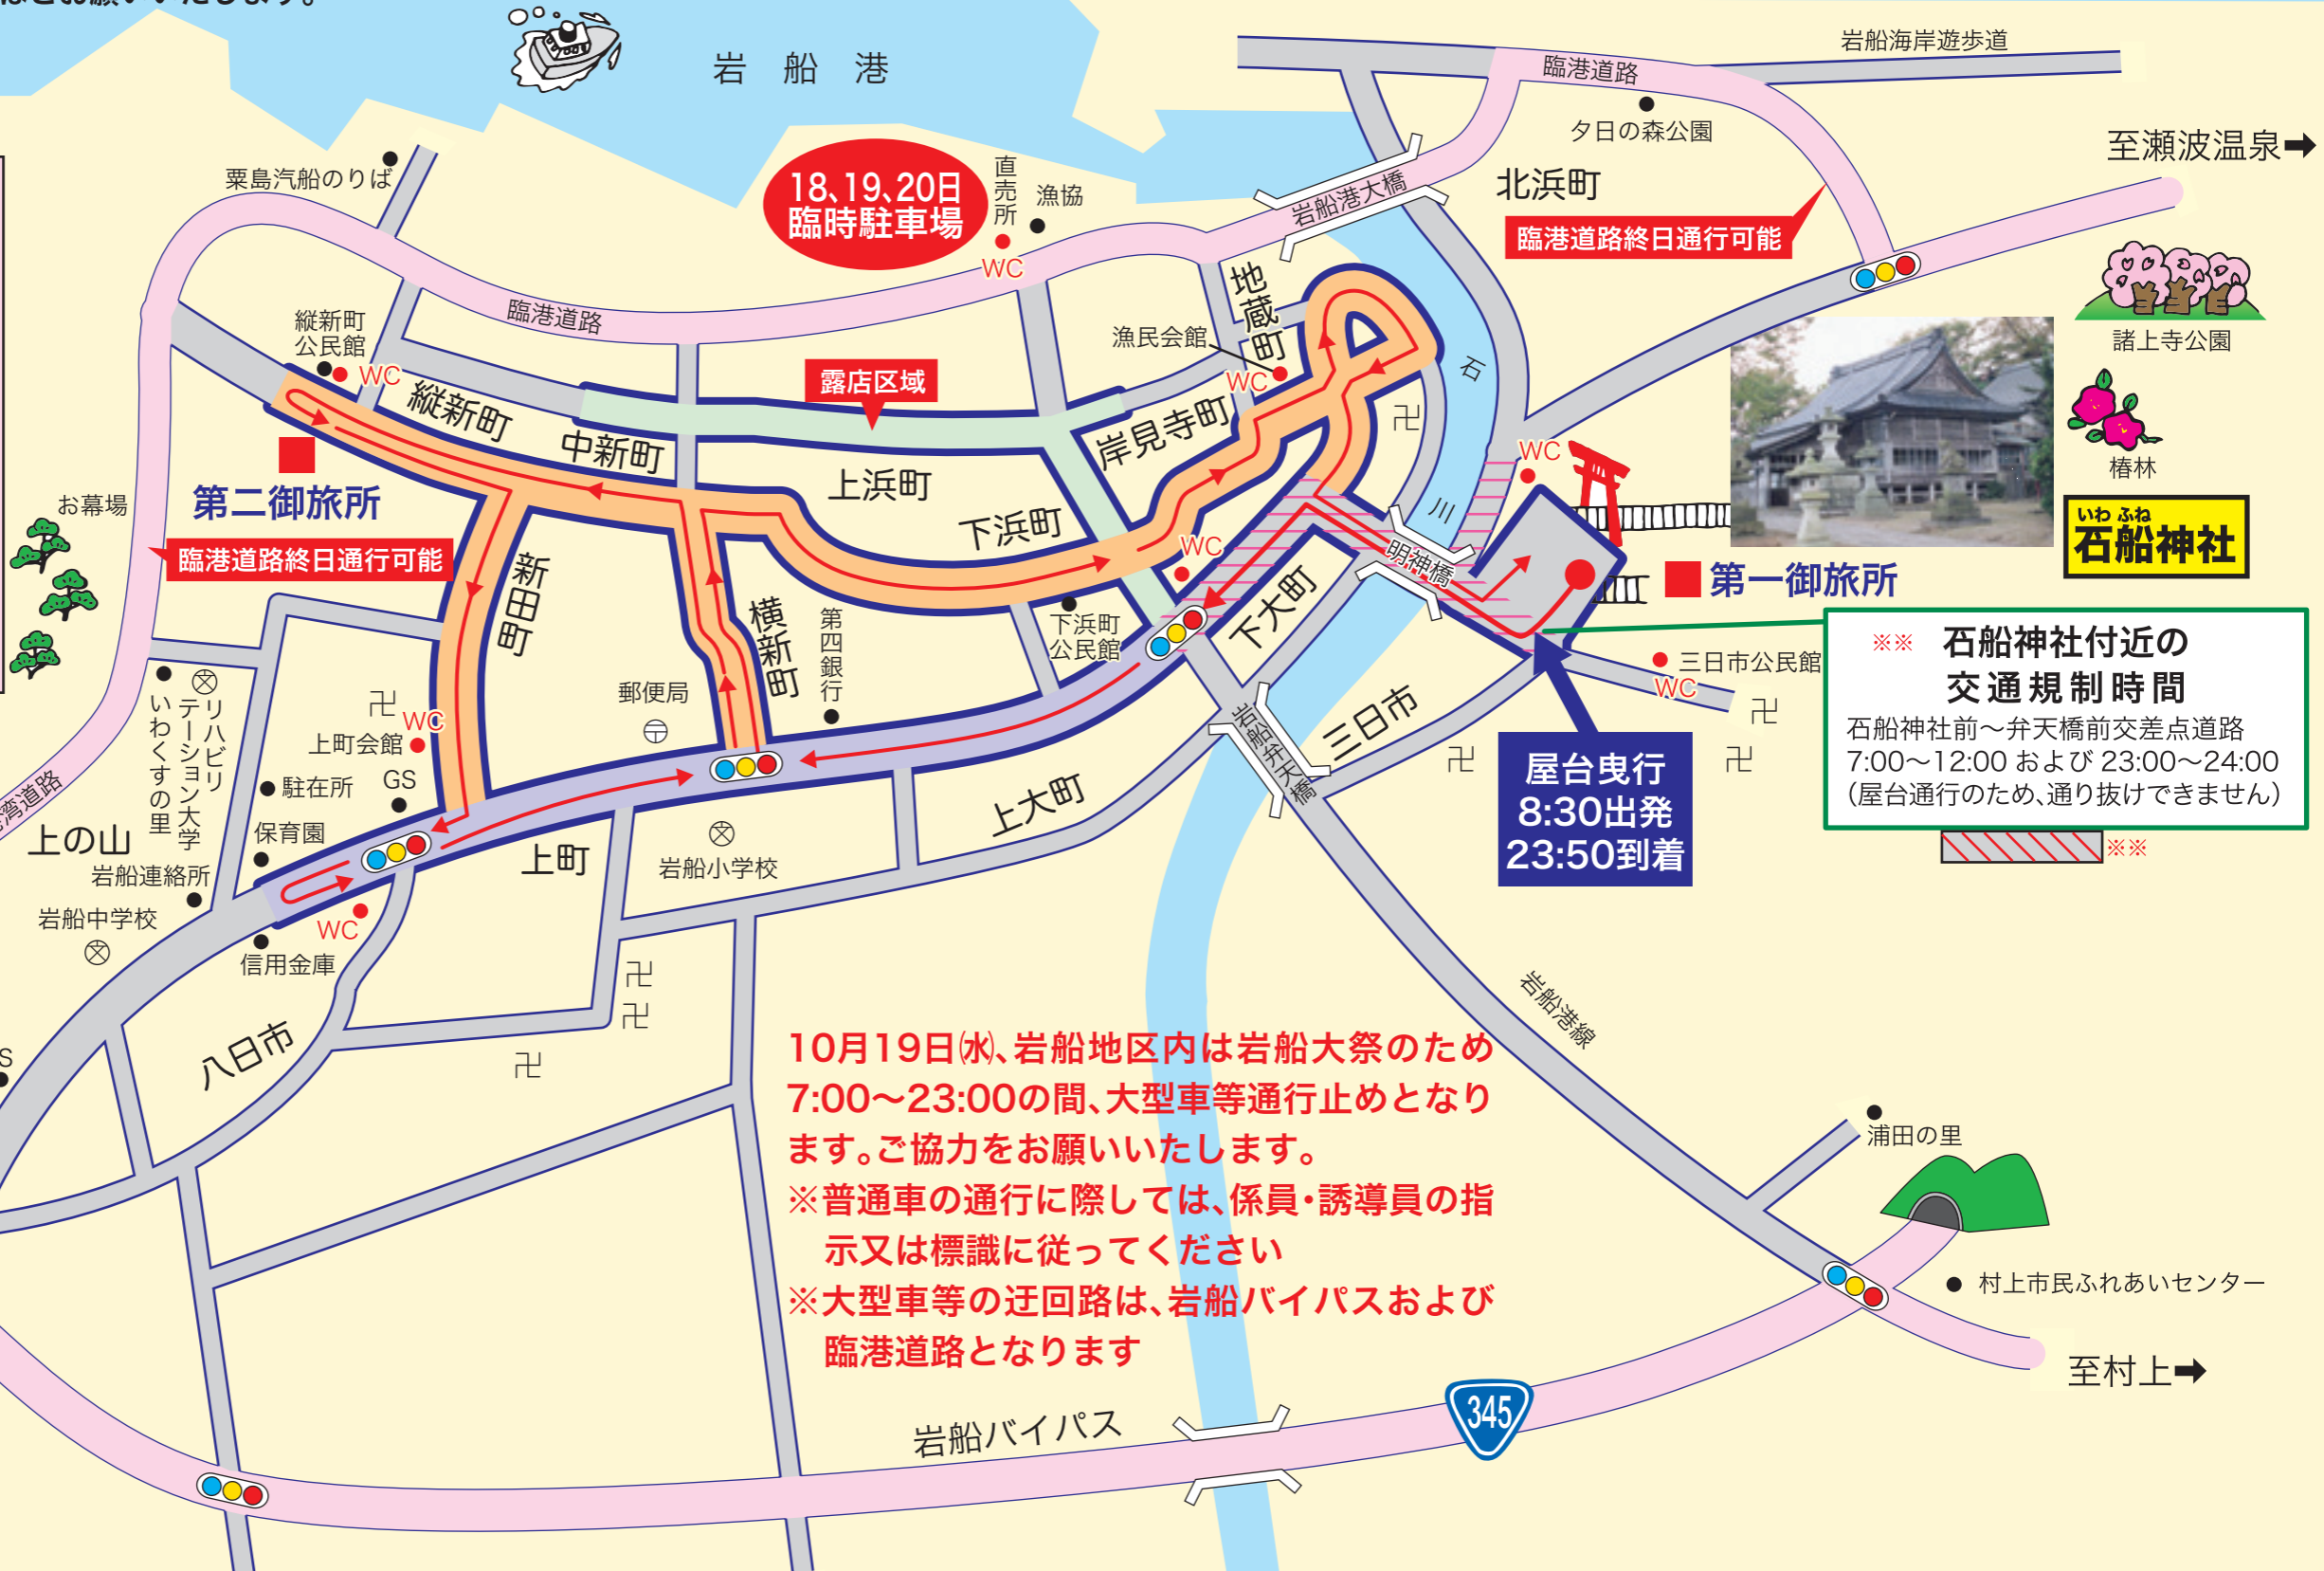 岩船港
岩船海岸遊歩道
臨港道路
夕日の森公園
至瀬波温泉➡
北浜町
臨港道路終日通行可能
粟島汽船のりば
18、19、20日
臨時駐車場
直売所
漁協
WC
岩船港大橋
臨港道路
縦新町
公民館
WC
縦新町
中新町
露店区域
上浜町
下浜町
岸見寺町
地蔵町
漁民会館
WC
石川
卍
WC
諸上寺公園
椿林
いわふね
石船神社
第二御旅所
お墓場
臨港道路終日通行可能
新田町
横新町
第四銀行
WC
下浜町
公民館
下大町
明神橋
第一御旅所
※※ 石船神社付近の
交通規制時間
石船神社前～弁天橋前交差点道路
7:00～12:00 および 23:00～24:00
(屋台通行のため、通り抜けできません)
※※
三日市公民館
WC
卍
卍
卍
三日市
屋台曳行
8:30出発
23:50到着
岩船弁天橋
上大町
郵便局
〒
卍
WC
上町会館
GS
駐在所
保育園
リハビリ
テーション大学
いわくすの里
湾道路
上の山
岩船連絡所
岩船中学校
信用金庫
WC
上町
岩船小学校
卍
卍
卍
八日市
S
岩船港線
10月19日㈬、岩船地区内は岩船大祭のため
7:00～23:00の間、大型車等通行止めとなり
ます。ご協力をお願いいたします。
※普通車の通行に際しては、係員・誘導員の指
示又は標識に従ってください
※大型車等の迂回路は、岩船バイパスおよび
臨港道路となります
浦田の里
村上市民ふれあいセンター
至村上➡
345
岩船バイパス